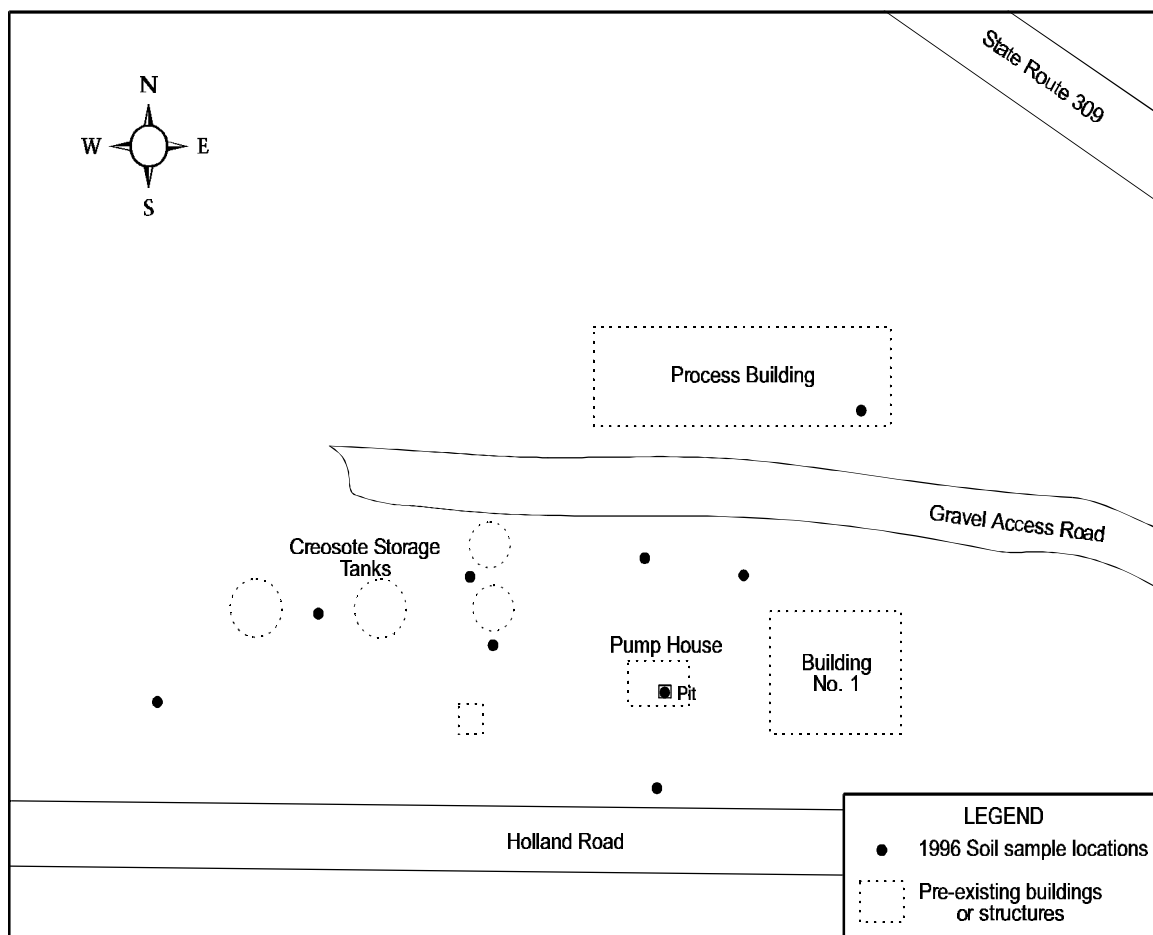 State Route 309
N
W E
S
Process Building
Gravel Access Road
Creosote Storage
Tanks
Pump House
Pit
Building
No. 1
Holland Road
LEGEND
1996 Soil sample locations
Pre-existing buildings
or structures